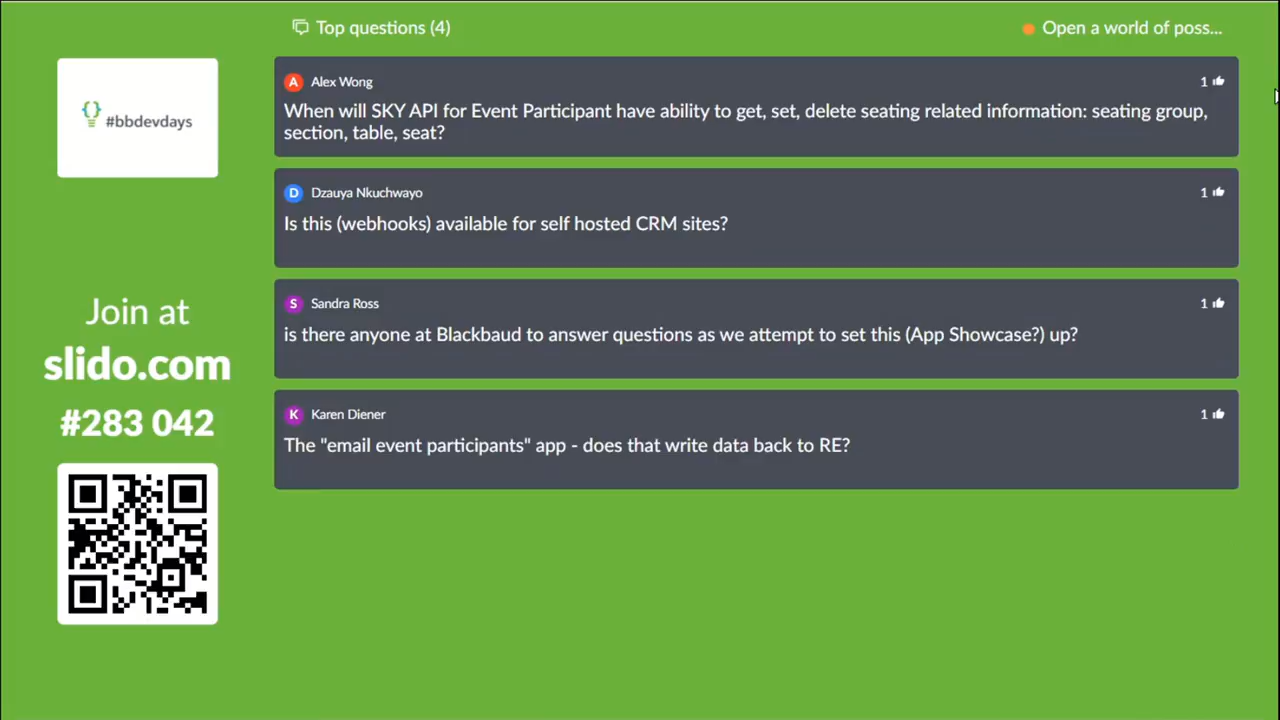 Top questions (4)
Open a world of poss...
#bbdevdays
A Alex Wong
1
When will SKY API for Event Participant have ability to get, set, delete seating related information: seating group,
section, table, seat?
D Dzauya Nkuchwayo
1
Is this (webhooks) available for self hosted CRM sites?
S Sandra Ross
1
is there anyone at Blackbaud to answer questions as we attempt to set this (App Showcase?) up?
K Karen Diener
1
The "email event participants" app - does that write data back to RE?
Join at
slido.com
#283 042